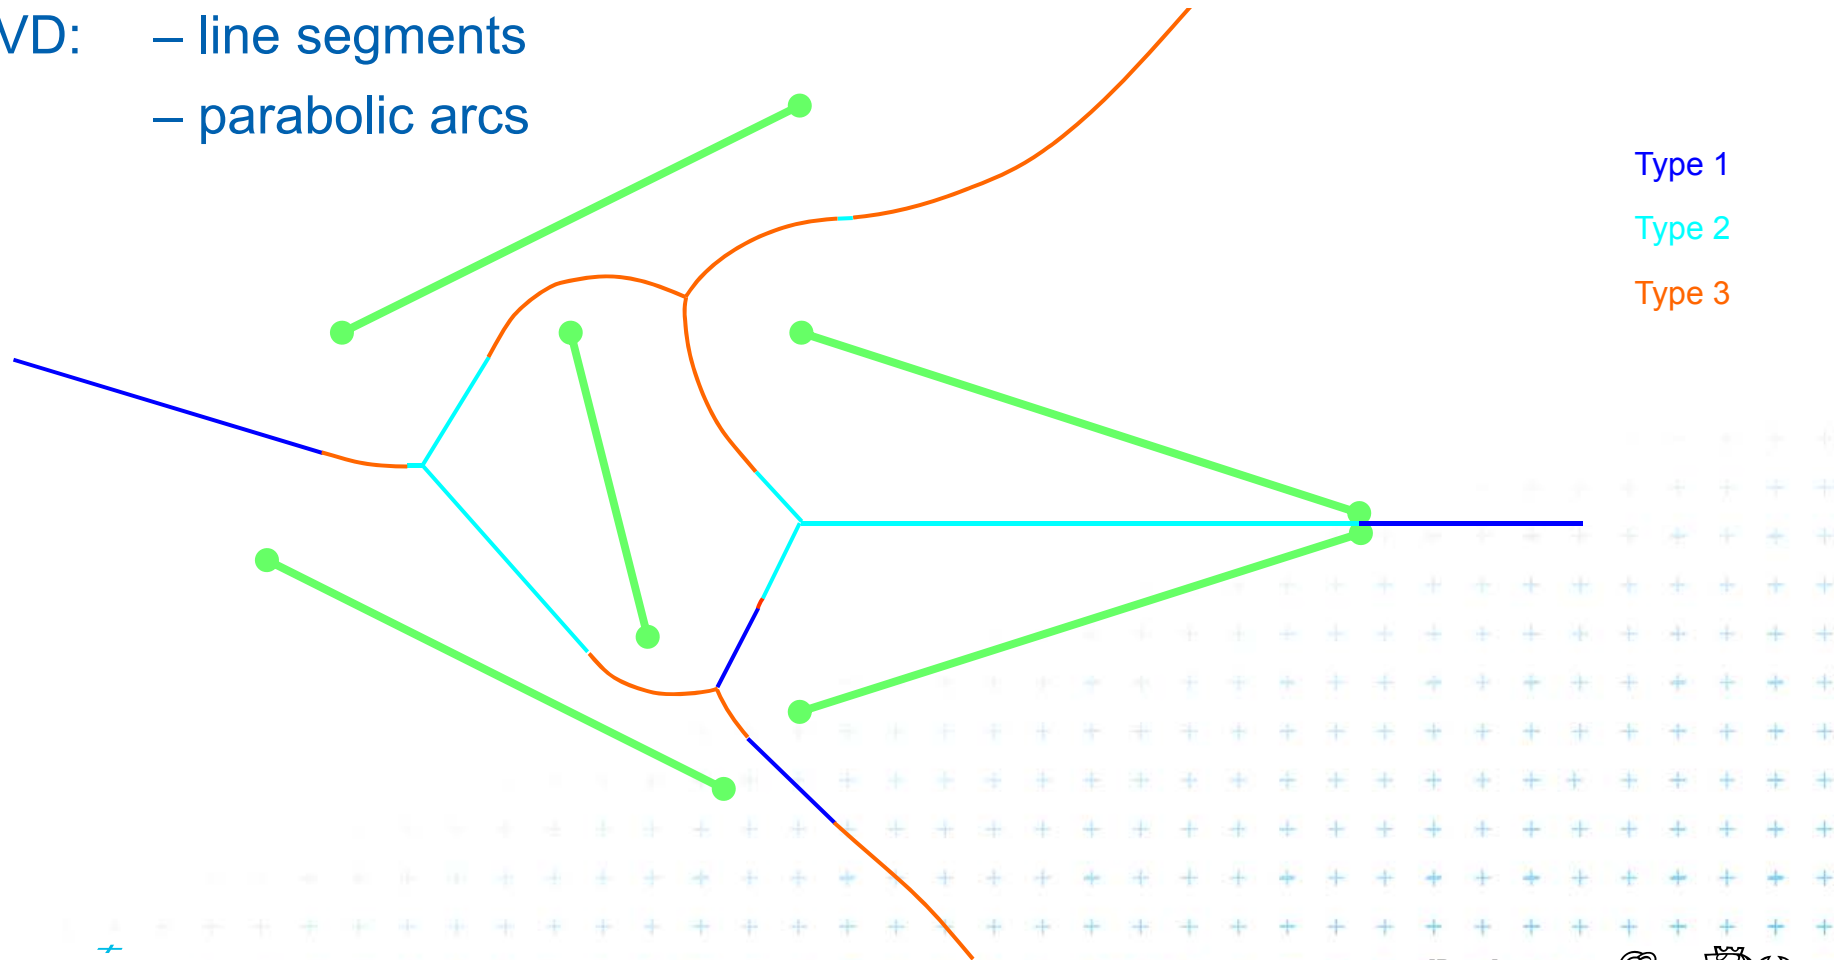 VD: – line segments
– parabolic arcs
Type 1
Type 2
Type 3